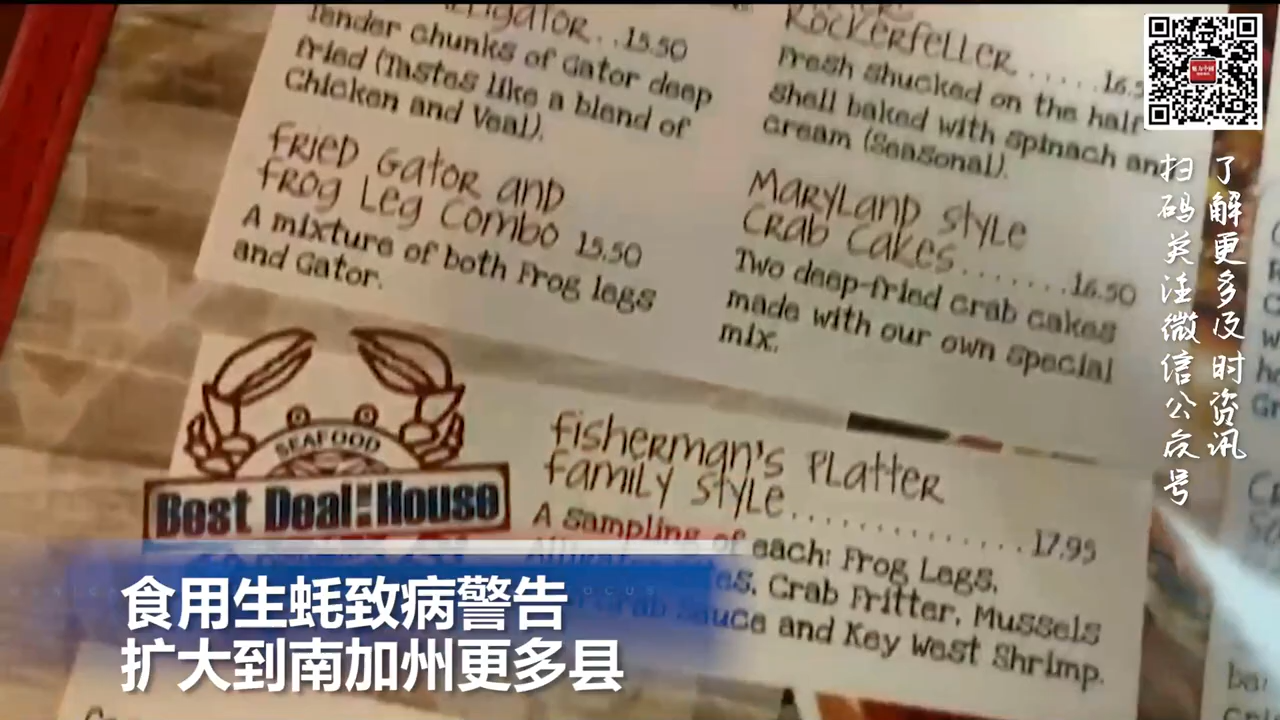 Alligator..15.50
Tender chunks of Gator deep
fried (Tastes like a blend of
Chicken and Veal).
Fried Gator and
Frog Leg Combo 15.50
A mixture of both Frog legs
and Gator.
Rockerfeller.....16.5
Fresh shucked on the half
shell baked with spinach and
cream (Seasonal).
Maryland Style
Crab Cakes.......16.50
Two deep-fried crab cakes
made with our own special
mix.
SEAFOOD
Best Deal in House
Fisherman's Platter
Family Style.............17.95
A sampling of each: Frog Legs,
Crab Fritter, Mussels
Crab Sauce and Key West Shrimp.
食用生蚝致病警告
扩大到南加州更多县
了解更多及时资讯
扫码关注微信公众号